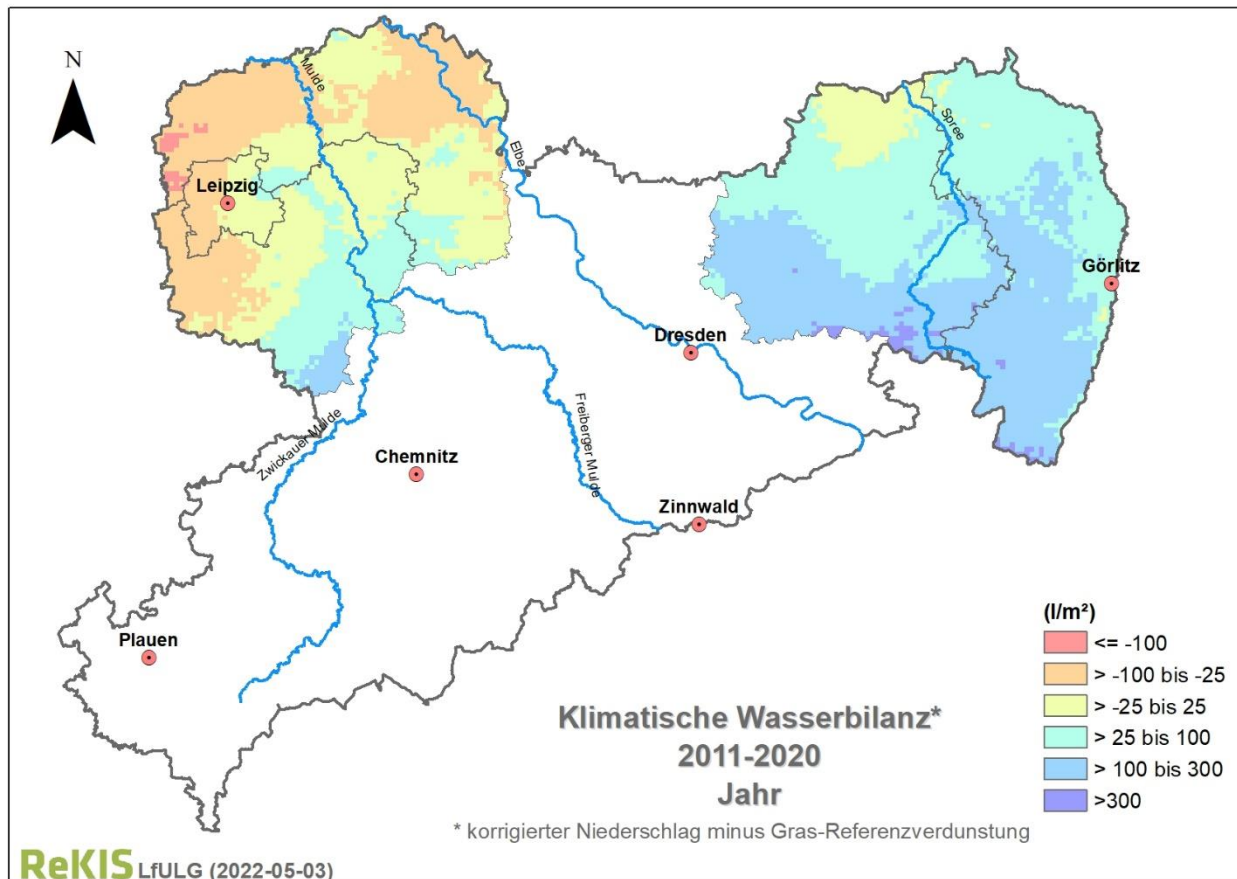 N
Mulde
Elbe
Spree
Leipzig
Görlitz
Dresden
Zwickauer Mulde
Freiberger Mulde
Chemnitz
Zinnwald
Plauen
(l/m²)
<= -100
> -100 bis -25
> -25 bis 25
> 25 bis 100
> 100 bis 300
>300
Klimatische Wasserbilanz*
2011-2020
Jahr
* korrigierter Niederschlag minus Gras-Referenzverdunstung
ReKIS LfULG (2022-05-03)